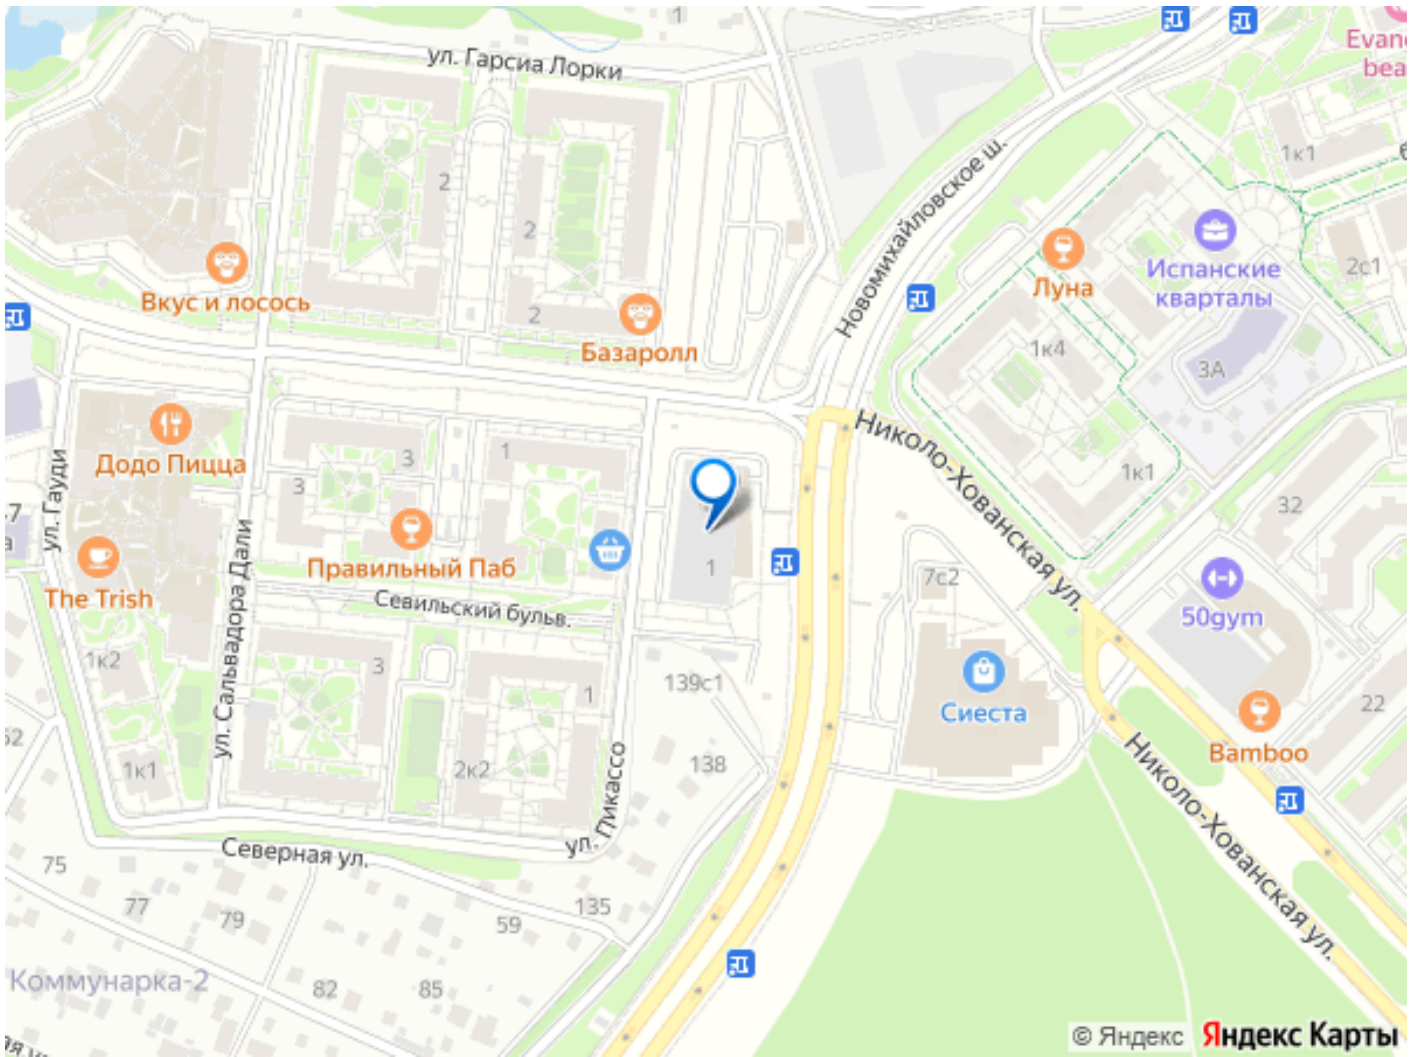 1
ул. Гарсиа Лорки
Evan
bea
1к1
2
2
Новомихайловское ш.
Испанские
кварталы
2с1
Вкус и лосось
Луна
2
Базаролл
1к4
3А
Николо-Хованская ул.
Додо Пицца
3
1
3
1к1
ул. Гауди
32
47
а
Правильный Паб
1
7с2
The Trish
Севильский бульв.
50gym
ул. Сальвадора Дали
1к2
3
1
139с1
Сиеста
22
52
Bamboo
1к1
2к2
138
ул. Пикассо
Николо-Хованская ул.
Северная ул.
75
77
79
59
135
Коммунарка-2
82
85
© Яндекс Яндекс Карты